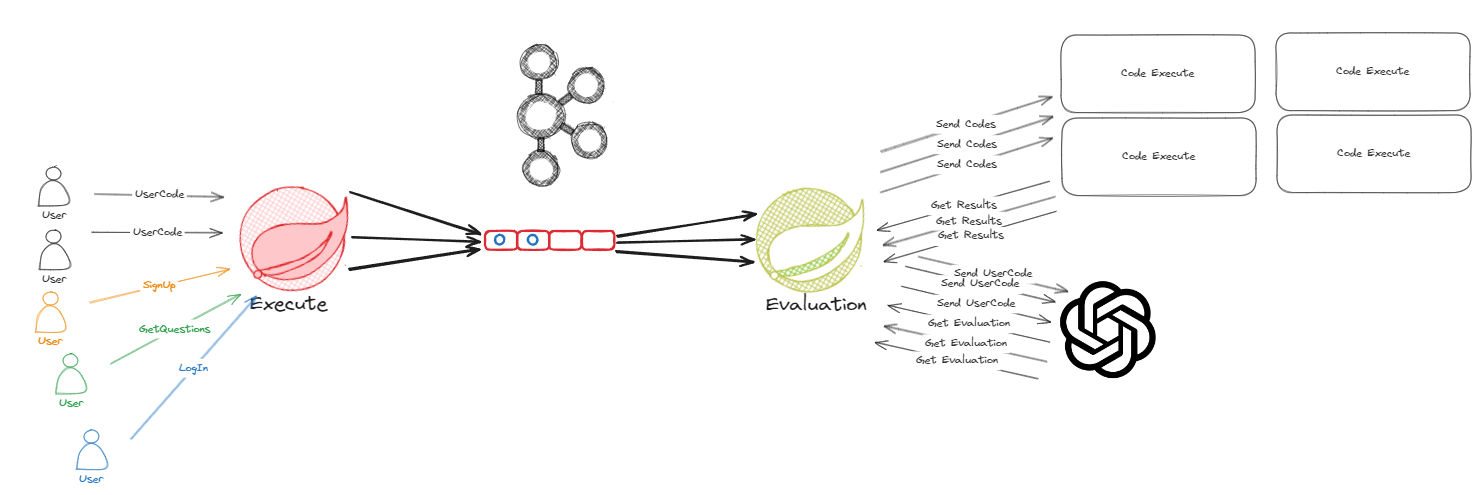 User
User
User
User
User
UserCode
UserCode
SignUp
GetQuestions
LogIn
Execute
Evaluation
Send Codes
Send Codes
Send Codes
Get Results
Get Results
Get Results
Send UserCode
Send UserCode
Send UserCode
Get Evaluation
Get Evaluation
Get Evaluation
Code Execute
Code Execute
Code Execute
Code Execute